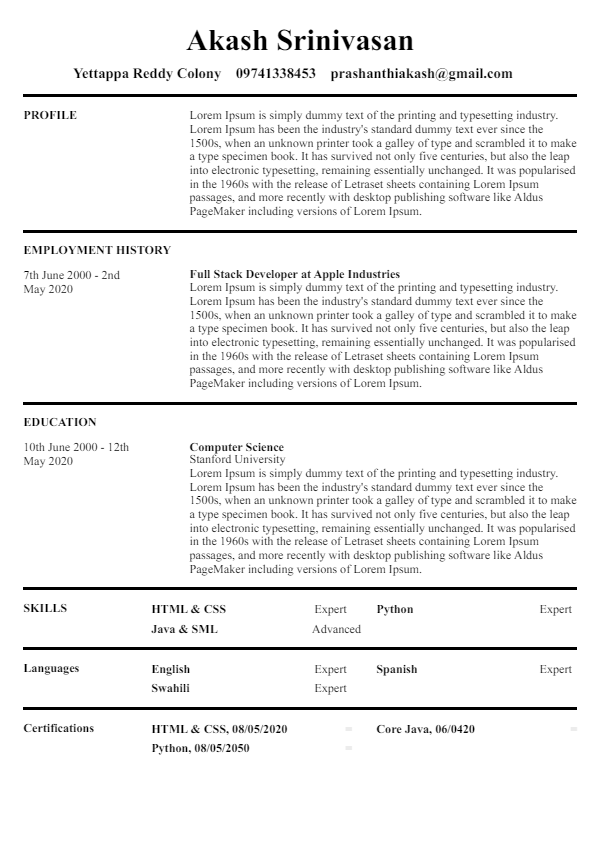 Akash Srinivasan
Yettappa Reddy Colony 09741338453 prashanthiakash@gmail.com
PROFILE
Lorem Ipsum is simply dummy text of the printing and typesetting industry.
Lorem Ipsum has been the industry's standard dummy text ever since the
1500s, when an unknown printer took a galley of type and scrambled it to make
a type specimen book. It has survived not only five centuries, but also the leap
into electronic typesetting, remaining essentially unchanged. It was popularised
in the 1960s with the release of Letraset sheets containing Lorem Ipsum
passages, and more recently with desktop publishing software like Aldus
PageMaker including versions of Lorem Ipsum.
EMPLOYMENT HISTORY
7th June 2000 - 2nd
May 2020
Full Stack Developer at Apple Industries
Lorem Ipsum is simply dummy text of the printing and typesetting industry.
Lorem Ipsum has been the industry's standard dummy text ever since the
1500s, when an unknown printer took a galley of type and scrambled it to make
a type specimen book. It has survived not only five centuries, but also the leap
into electronic typesetting, remaining essentially unchanged. It was popularised
in the 1960s with the release of Letraset sheets containing Lorem Ipsum
passages, and more recently with desktop publishing software like Aldus
PageMaker including versions of Lorem Ipsum.
EDUCATION
10th June 2000 - 12th
May 2020
Computer Science
Stanford University
Lorem Ipsum is simply dummy text of the printing and typesetting industry.
Lorem Ipsum has been the industry's standard dummy text ever since the
1500s, when an unknown printer took a galley of type and scrambled it to make
a type specimen book. It has survived not only five centuries, but also the leap
into electronic typesetting, remaining essentially unchanged. It was popularised
in the 1960s with the release of Letraset sheets containing Lorem Ipsum
passages, and more recently with desktop publishing software like Aldus
PageMaker including versions of Lorem Ipsum.
SKILLS HTML & CSS Expert Python Expert
Java & SML Advanced
Languages English Expert Spanish Expert
Swahili Expert
Certifications HTML & CSS, 08/05/2020 Core Java, 06/0420
Python, 08/05/2050